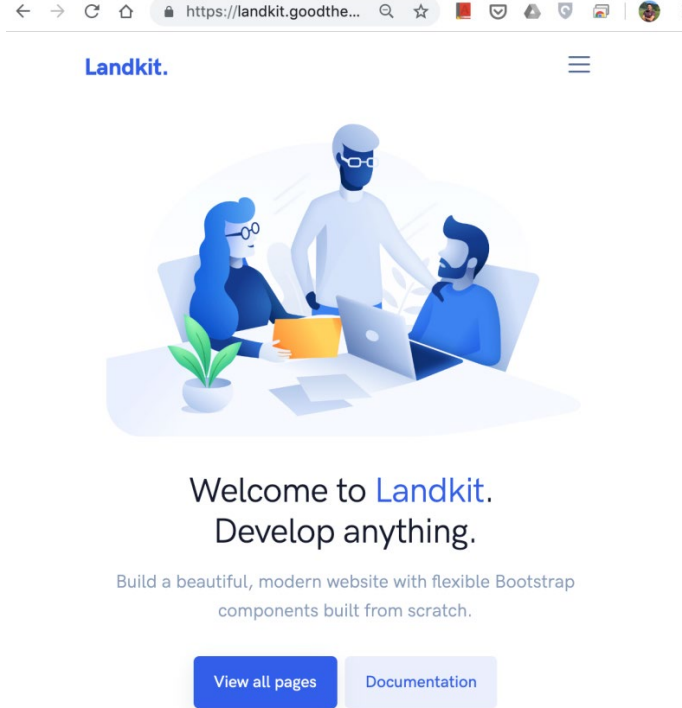 https://landkit.goodthe...
Landkit.
Welcome to Landkit.
Develop anything.
Build a beautiful, modern website with flexible Bootstrap
components built from scratch.
View all pages
Documentation